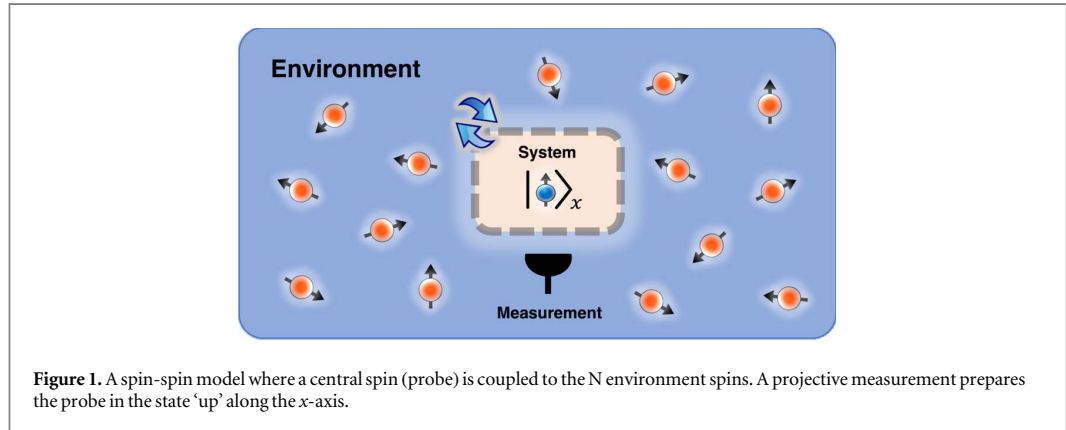 Environment
System
|⟩x
Measurement
Figure 1. A spin-spin model where a central spin (probe) is coupled to the N environment spins. A projective measurement prepares
the probe in the state ‘up’ along the x-axis.